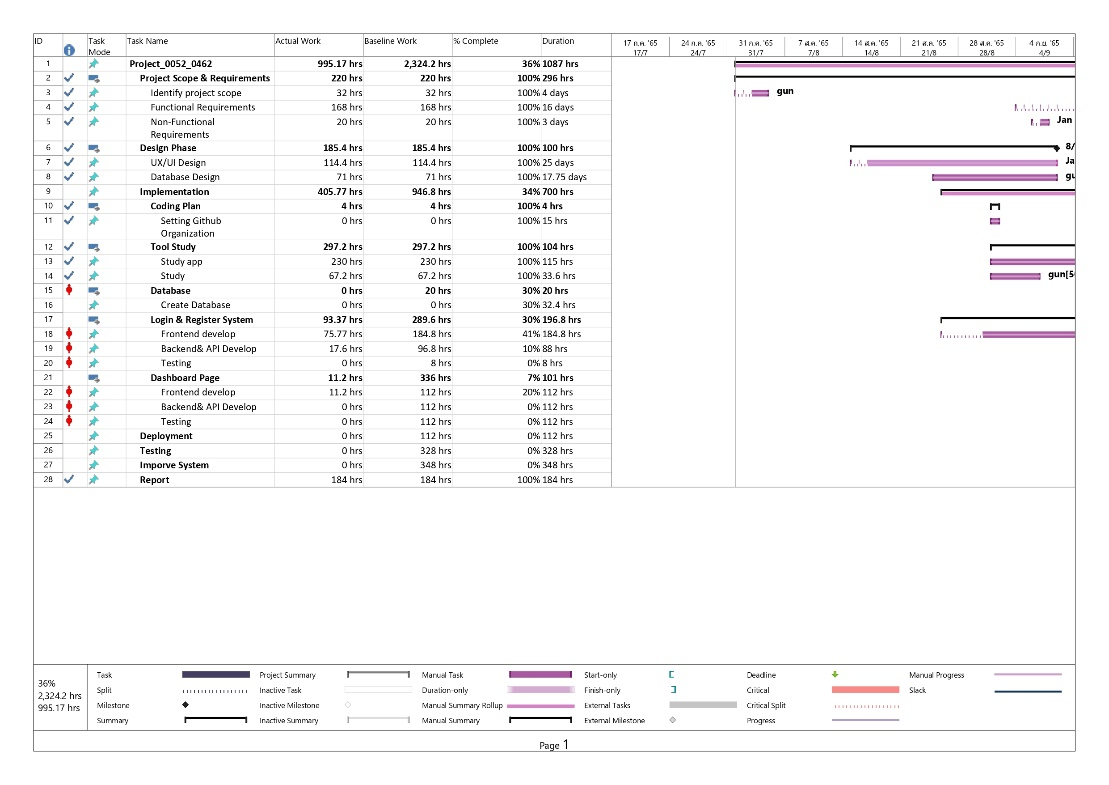 ID Task Mode Task Name Actual Work Baseline Work % Complete Duration 17 ก.ค. '65 24 ก.ค. '65 31 ก.ค. '65 7 ส.ค. '65 14 ส.ค. '65 21 ส.ค. '65 28 ส.ค. '65 4 ก.ย. '65
17/7 24/7 31/7 7/8 14/8 21/8 28/8 4/9
1 Project_0052_0462 995.17 hrs 2,324.2 hrs 36% 1087 hrs
2 Project Scope & Requirements 220 hrs 220 hrs 100% 296 hrs
3 Identify project scope 32 hrs 32 hrs 100% 4 days gun
4 Functional Requirements 168 hrs 168 hrs 100% 16 days
5 Non-Functional Requirements 20 hrs 20 hrs 100% 3 days Jan
6 Design Phase 185.4 hrs 185.4 hrs 100% 100 hrs 8/
7 UX/UI Design 114.4 hrs 114.4 hrs 100% 25 days Ja
8 Database Design 71 hrs 71 hrs 100% 17.75 days gu
9 Implementation 405.77 hrs 946.8 hrs 34% 700 hrs
10 Coding Plan 4 hrs 4 hrs 100% 4 hrs
11 Setting Github Organization 0 hrs 0 hrs 100% 15 hrs
12 Tool Study 297.2 hrs 297.2 hrs 100% 104 hrs
13 Study app 230 hrs 230 hrs 100% 115 hrs
14 Study 67.2 hrs 67.2 hrs 100% 33.6 hrs gun[5
15 Database 0 hrs 20 hrs 30% 20 hrs
16 Create Database 0 hrs 0 hrs 30% 32.4 hrs
17 Login & Register System 93.37 hrs 289.6 hrs 30% 196.8 hrs
18 Frontend develop 75.77 hrs 184.8 hrs 41% 184.8 hrs
19 Backend& API Develop 17.6 hrs 96.8 hrs 10% 88 hrs
20 Testing 0 hrs 8 hrs 0% 8 hrs
21 Dashboard Page 11.2 hrs 336 hrs 7% 101 hrs
22 Frontend develop 11.2 hrs 112 hrs 20% 112 hrs
23 Backend& API Develop 0 hrs 112 hrs 0% 112 hrs
24 Testing 0 hrs 112 hrs 0% 112 hrs
25 Deployment 0 hrs 112 hrs 0% 112 hrs
26 Testing 0 hrs 328 hrs 0% 328 hrs
27 Imporve System 0 hrs 348 hrs 0% 348 hrs
28 Report 184 hrs 184 hrs 100% 184 hrs
36%
2,324.2 hrs
995.17 hrs
Task Project Summary Manual Task Start-only Deadline Manual Progress
Split Inactive Task Duration-only Finish-only Critical Slack
Milestone Inactive Milestone Manual Summary Rollup External Tasks Critical Split
Summary Inactive Summary Manual Summary External Milestone Progress
Page 1